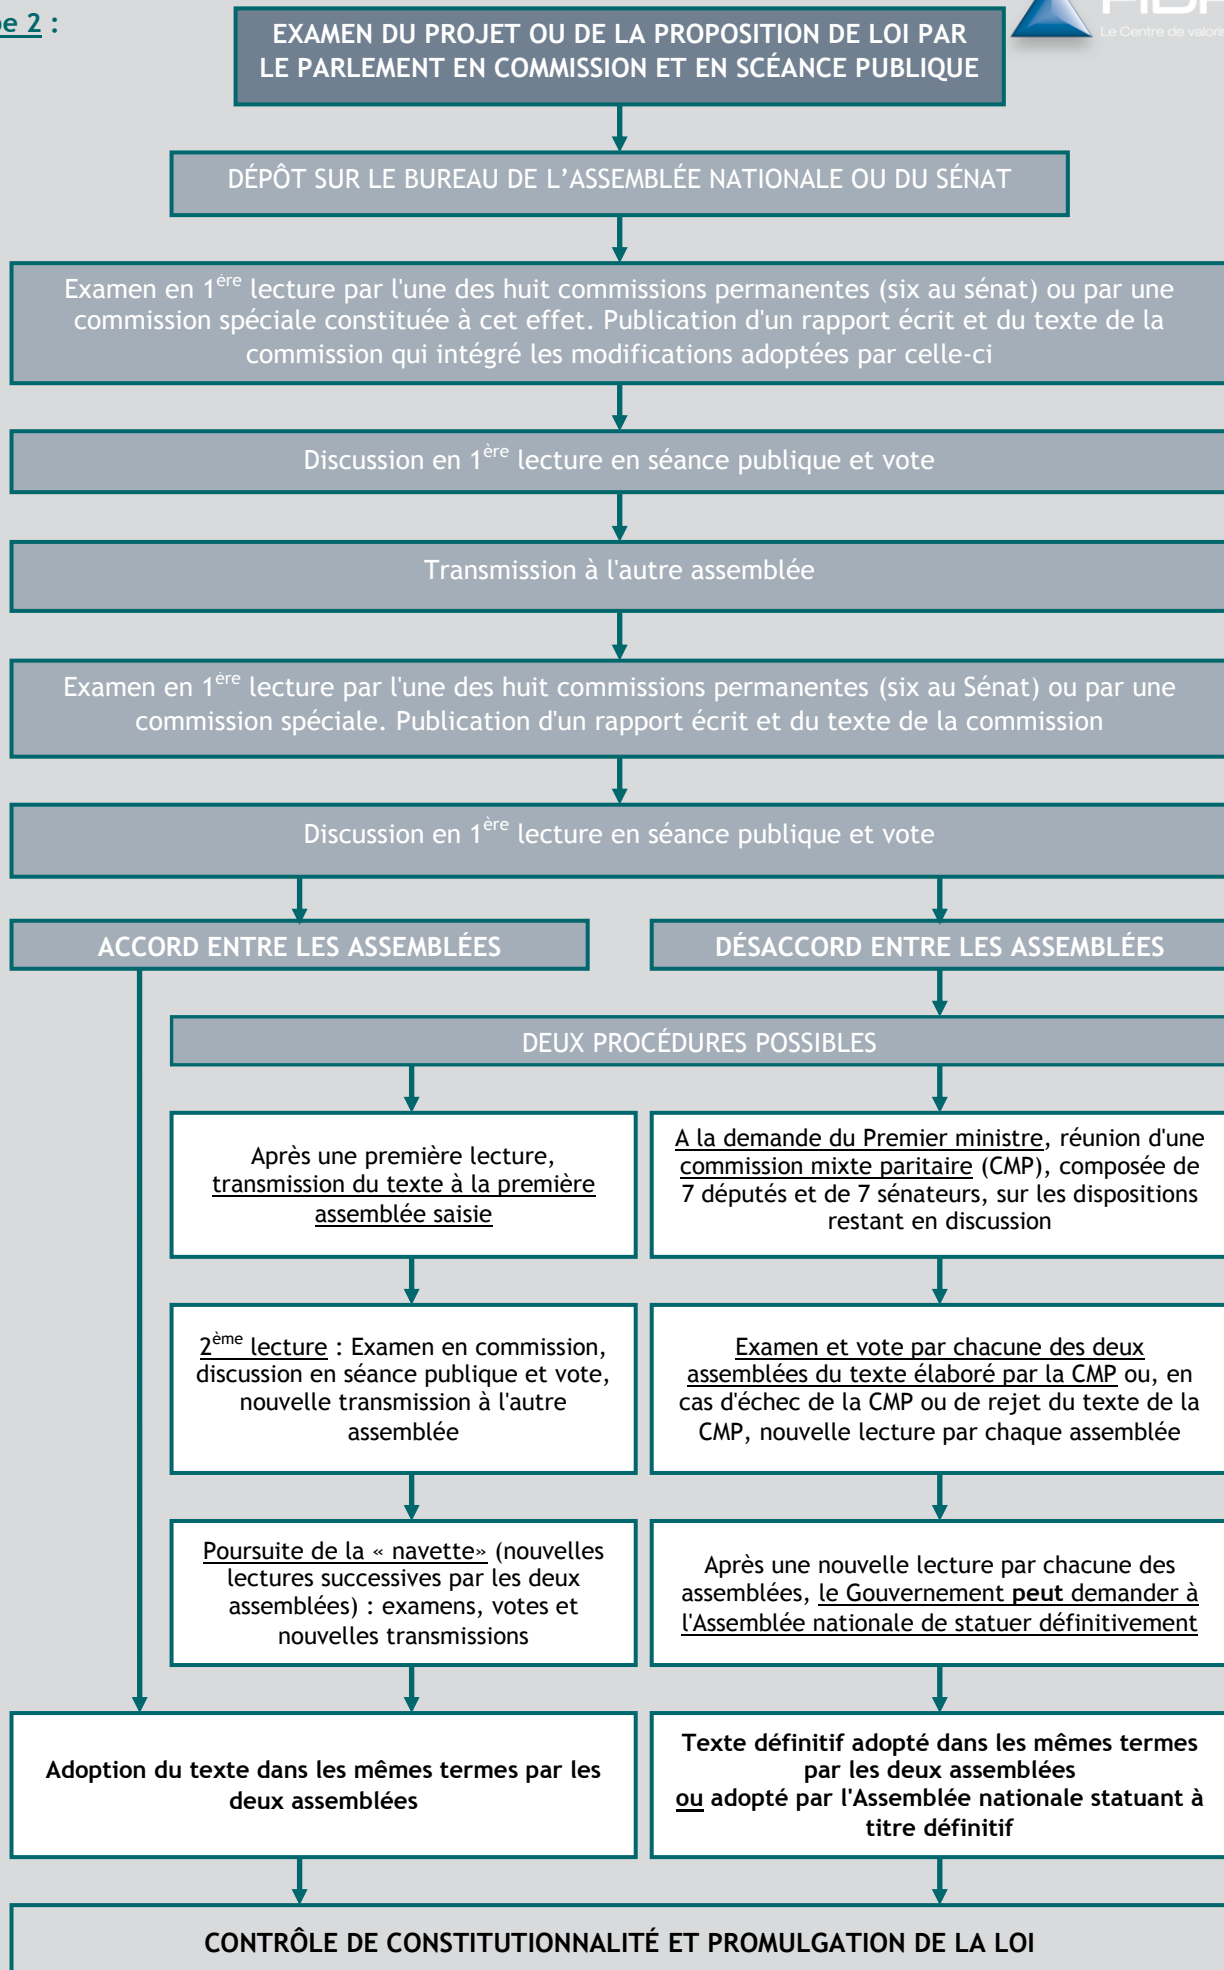 2 :
Le Centre de
EXAMEN DU PROJET OU DE LA PROPOSITION DE LOI PAR
LE PARLEMENT EN COMMISSION ET EN SCÉANCE PUBLIQUE
DÉPÔT SUR LE BUREAU DE L’ASSEMBLÉE NATIONALE OU DU SÉNAT
Examen en 1ère lecture par l'une des huit commissions permanentes (six au sénat) ou par une
commission spéciale constituée à cet effet. Publication d'un rapport écrit et du texte de la
commission qui intégré les modifications adoptées par celle-ci
Discussion en 1ère lecture en séance publique et vote
Transmission à l'autre assemblée
Examen en 1ère lecture par l'une des huit commissions permanentes (six au Sénat) ou par une
commission spéciale. Publication d'un rapport écrit et du texte de la commission
Discussion en 1ère lecture en séance publique et vote
ACCORD ENTRE LES ASSEMBLÉES
DÉSACCORD ENTRE LES ASSEMBLÉES
DEUX PROCÉDURES POSSIBLES
Après une première lecture,
transmission du texte à la première
assemblée saisie
A la demande du Premier ministre, réunion d'une
commission mixte paritaire (CMP), composée de
7 députés et de 7 sénateurs, sur les dispositions
restant en discussion
2ème lecture : Examen en commission,
discussion en séance publique et vote,
nouvelle transmission à l'autre
assemblée
Examen et vote par chacune des deux
assemblées du texte élaboré par la CMP ou, en
cas d'échec de la CMP ou de rejet du texte de la
CMP, nouvelle lecture par chaque assemblée
Poursuite de la « navette» (nouvelles
lectures successives par les deux
assemblées) : examens, votes et
nouvelles transmissions
Après une nouvelle lecture par chacune des
assemblées, le Gouvernement peut demander à
l'Assemblée nationale de statuer définitivement
Adoption du texte dans les mêmes termes par les
deux assemblées
Texte définitif adopté dans les mêmes termes
par les deux assemblées
ou adopté par l'Assemblée nationale statuant à
titre définitif
CONTRÔLE DE CONSTITUTIONNALITÉ ET PROMULGATION DE LA LOI